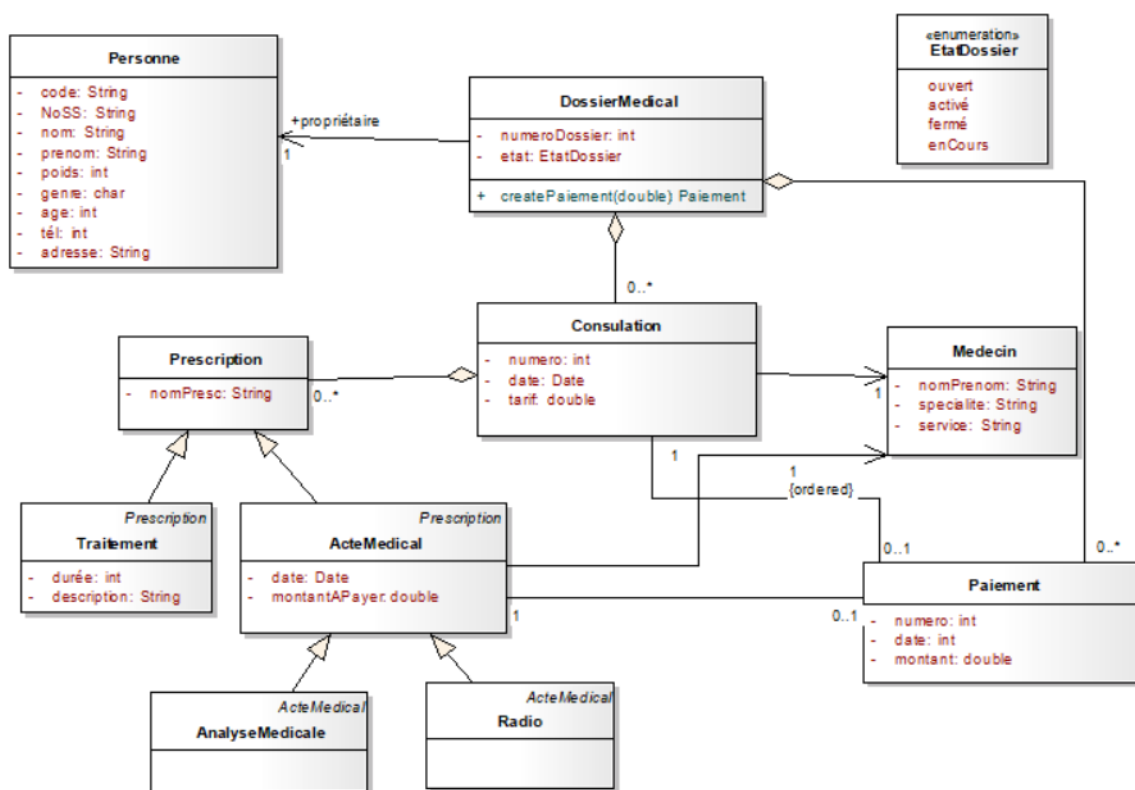 Personne
- code: String
- NoSS: String
- nom: String
- prenom: String
- poids: int
- genre: char
- age: int
- tél: int
- adresse: String
+propriétaire
1
DossierMedical
- numeroDossier: int
- etat: EtatDossier
+ createPaiement(double) Paiement
«enumeration»
EtatDossier
ouvert
activé
fermé
enCours
0..*
Prescription
- nomPresc: String
0..*
Consulation
- numero: int
- date: Date
- tarif: double
1
Medecin
- nomPrenom: String
- specialite: String
- service: String
1
1
{ordered}
Prescription
Traitement
- durée: int
- description: String
Prescription
ActeMedical
- date: Date
- montantAPayer: double
1
0..1
0..1
0..*
Paiement
- numero: int
- date: int
- montant: double
ActeMedical
AnalyseMedicale
ActeMedical
Radio